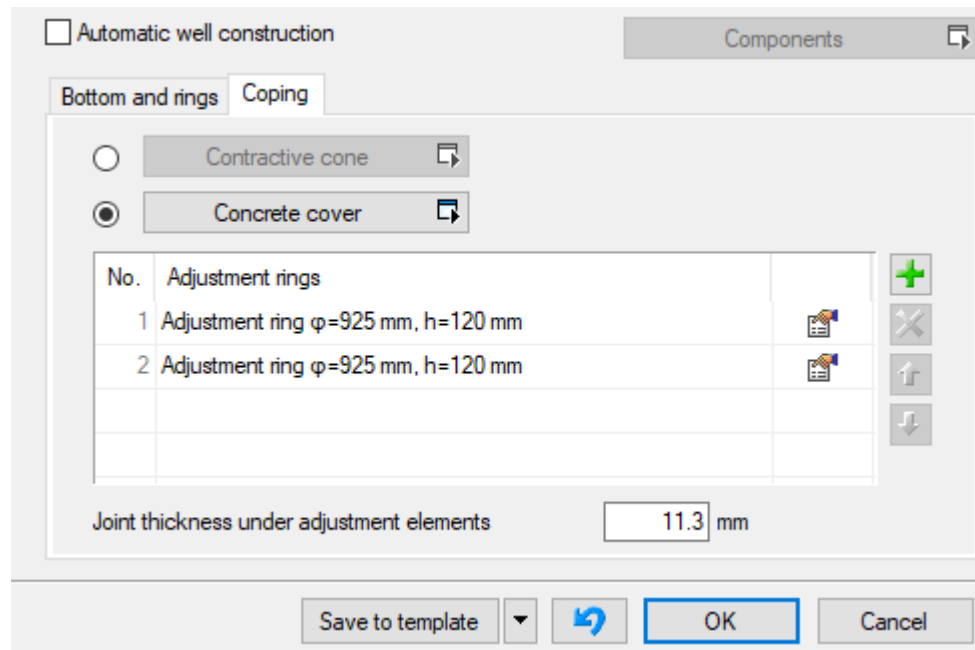 Automatic well construction
Components
Bottom and rings
Coping
Contractive cone
Concrete cover
No. Adjustment rings
1 Adjustment ring φ=925 mm, h=120 mm
2 Adjustment ring φ=925 mm, h=120 mm
Joint thickness under adjustment elements 11.3 mm
Save to template OK Cancel